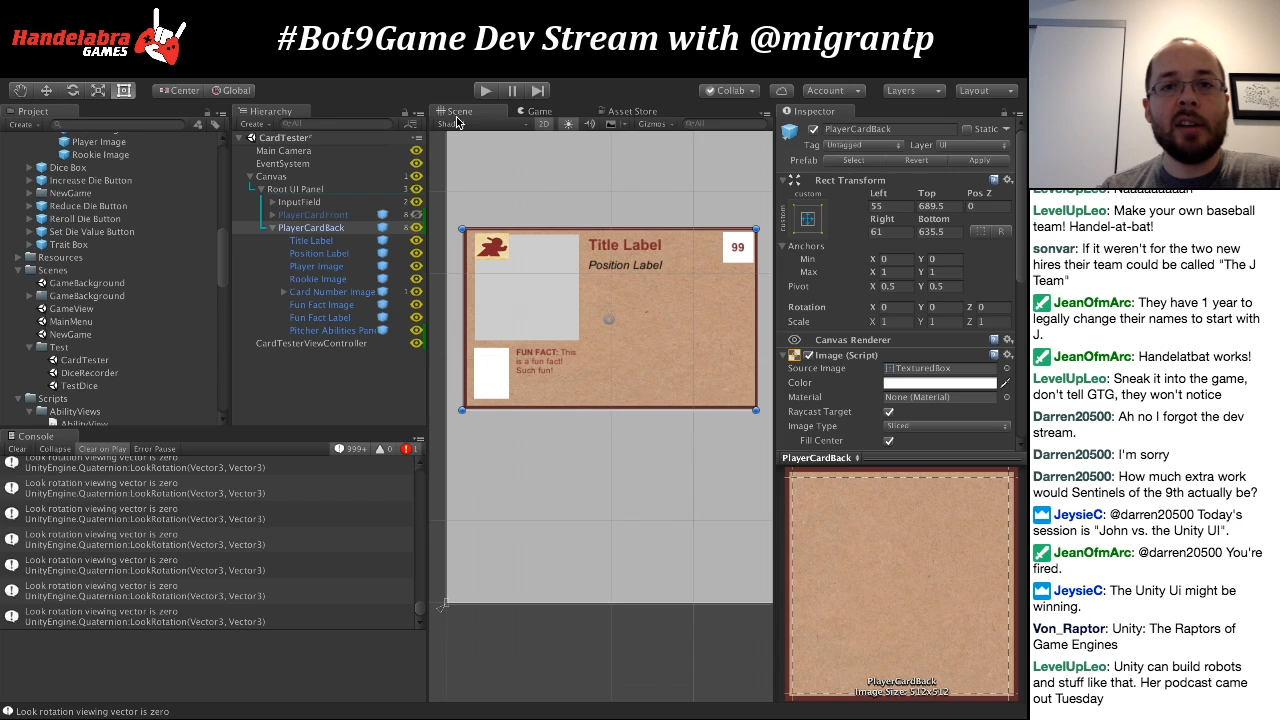 Handelabra
GAMES
#Bot9Game Dev Stream with @migrantp
Center
Global
Collab
Account
Layers
Layout
Project
Create
Player Image
Rookie Image
Dice Box
Increase Die Button
NewGame
Reduce Die Button
Reroll Die Button
Set Die Value Button
Trait Box
Resources
Scenes
GameBackground
GameBackground
GameView
MainMenu
NewGame
Test
CardTester
DiceRecorder
TestDice
Scripts
AbilityViews
Hierarchy
Create
All
CardTester*
Main Camera
EventSystem
Canvas 1
Root UI Panel 3
InputField 2
PlayerCardFront 8
PlayerCardBack 8
Title Label
Position Label
Player Image
Rookie Image
Card Number Image 1
Fun Fact Image
Fun Fact Label
Pitcher Abilities Pan
CardTesterViewController
Scene
Game
Asset Store
2D
Gizmos
All
Title Label
Position Label
99
FUN FACT: This
is a fun fact!
Such fun!
Inspector
PlayerCardBack
Static
Tag Untagged Layer UI
Prefab Select Revert Apply
Rect Transform
custom
custom
Left Top Pos Z
55 689.5 0
Right Bottom
61 635.5
R
Anchors
Min X 0 Y 0
Max X 1 Y 1
Pivot X 0.5 Y 0.5
Rotation X 0 Y 0 Z 0
Scale X 1 Y 1 Z 1
Canvas Renderer
Image (Script)
Source Image TexturedBox
Color
Material None (Material)
Raycast Target
Image Type Sliced
Fill Center
PlayerCardBack
PlayerCardBack
Image Size: 512x512
Console
Clear Collapse Clear on Play Error Pause 999+ 0 1
Look rotation viewing vector is zero
UnityEngine.Quaternion:LookRotation(Vector3, Vector3)
Look rotation viewing vector is zero
UnityEngine.Quaternion:LookRotation(Vector3, Vector3)
Look rotation viewing vector is zero
UnityEngine.Quaternion:LookRotation(Vector3, Vector3)
Look rotation viewing vector is zero
UnityEngine.Quaternion:LookRotation(Vector3, Vector3)
Look rotation viewing vector is zero
UnityEngine.Quaternion:LookRotation(Vector3, Vector3)
Look rotation viewing vector is zero
UnityEngine.Quaternion:LookRotation(Vector3, Vector3)
Look rotation viewing vector is zero
UnityEngine.Quaternion:LookRotation(Vector3, Vector3)
Look rotation viewing vector is zero
LevelUpLeo: Make your own baseball
team! Handel-at-bat!
sonvar: If it weren't for the two new
hires their team could be called "The J
Team"
JeanOfmArc: They have 1 year to
legally change their names to start with
J.
JeanOfmArc: Handelatbat works!
LevelUpLeo: Sneak it into the game,
don't tell GTG, they won't notice
Darren20500: Ah no I forgot the dev
stream.
Darren20500: I'm sorry
Darren20500: How much extra work
would Sentinels of the 9th actually be?
JeysieC: @darren20500 Today's
session is "John vs. the Unity UI".
JeanOfmArc: @darren20500 You're
fired.
JeysieC: The Unity Ui might be
winning.
Von_Raptor: Unity: The Raptors of
Game Engines
LevelUpLeo: Unity can build robots
and stuff like that. Her podcast came
out Tuesday